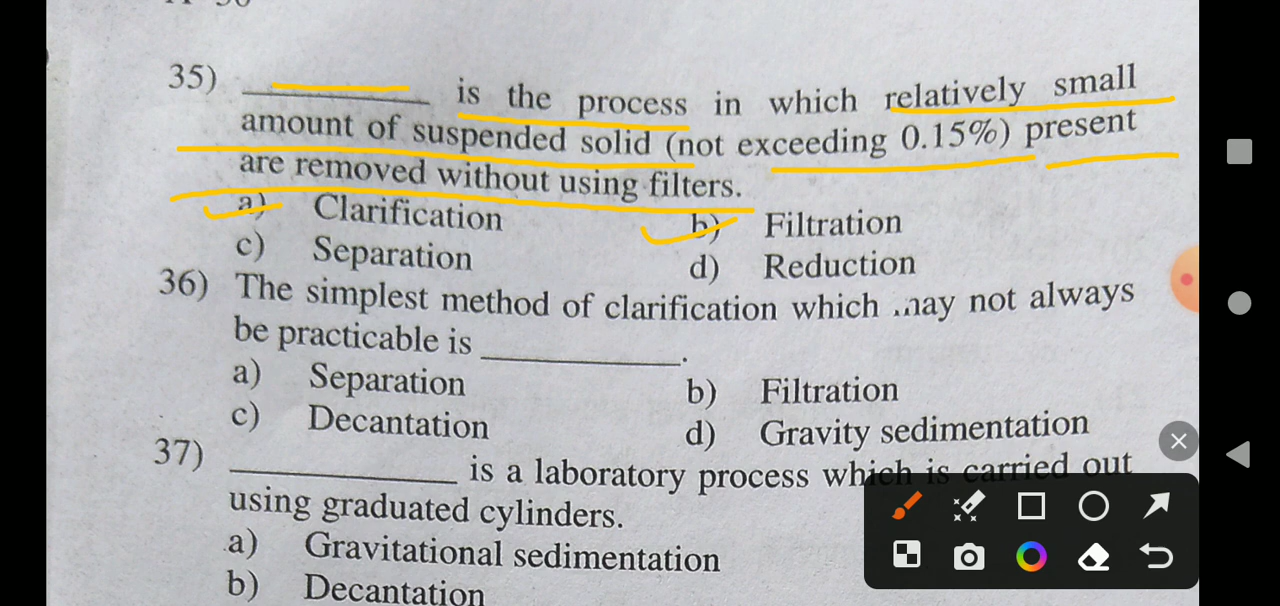 35) ________ is the process in which relatively small
amount of suspended solid (not exceeding 0.15%) present
are removed without using filters.
a) Clarification b) Filtration
c) Separation d) Reduction
36) The simplest method of clarification which may not always
be practicable is ________.
a) Separation b) Filtration
c) Decantation d) Gravity sedimentation
37) ________ is a laboratory process which is carried out
using graduated cylinders.
a) Gravitational sedimentation
b) Decantation